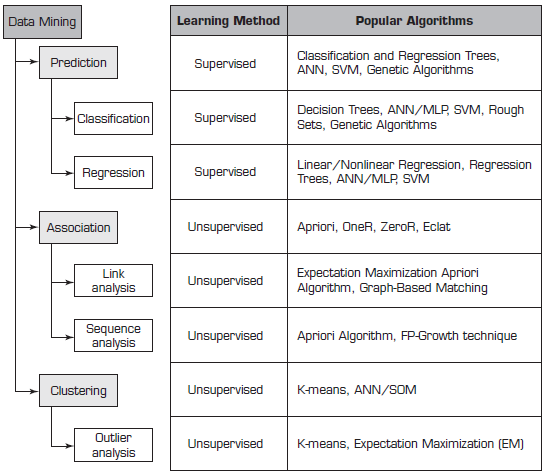 Data Mining
Learning Method
Popular Algorithms
Prediction
Supervised
Classification and Regression Trees,
ANN, SVM, Genetic Algorithms
Classification
Supervised
Decision Trees, ANN/MLP, SVM, Rough
Sets, Genetic Algorithms
Regression
Supervised
Linear/Nonlinear Regression, Regression
Trees, ANN/MLP, SVM
Association
Unsupervised
Apriori, OneR, ZeroR, Eclat
Link
analysis
Unsupervised
Expectation Maximization Apriori
Algorithm, Graph-Based Matching
Sequence
analysis
Unsupervised
Apriori Algorithm, FP-Growth technique
Clustering
Unsupervised
K-means, ANN/SOM
Outlier
analysis
Unsupervised
K-means, Expectation Maximization (EM)